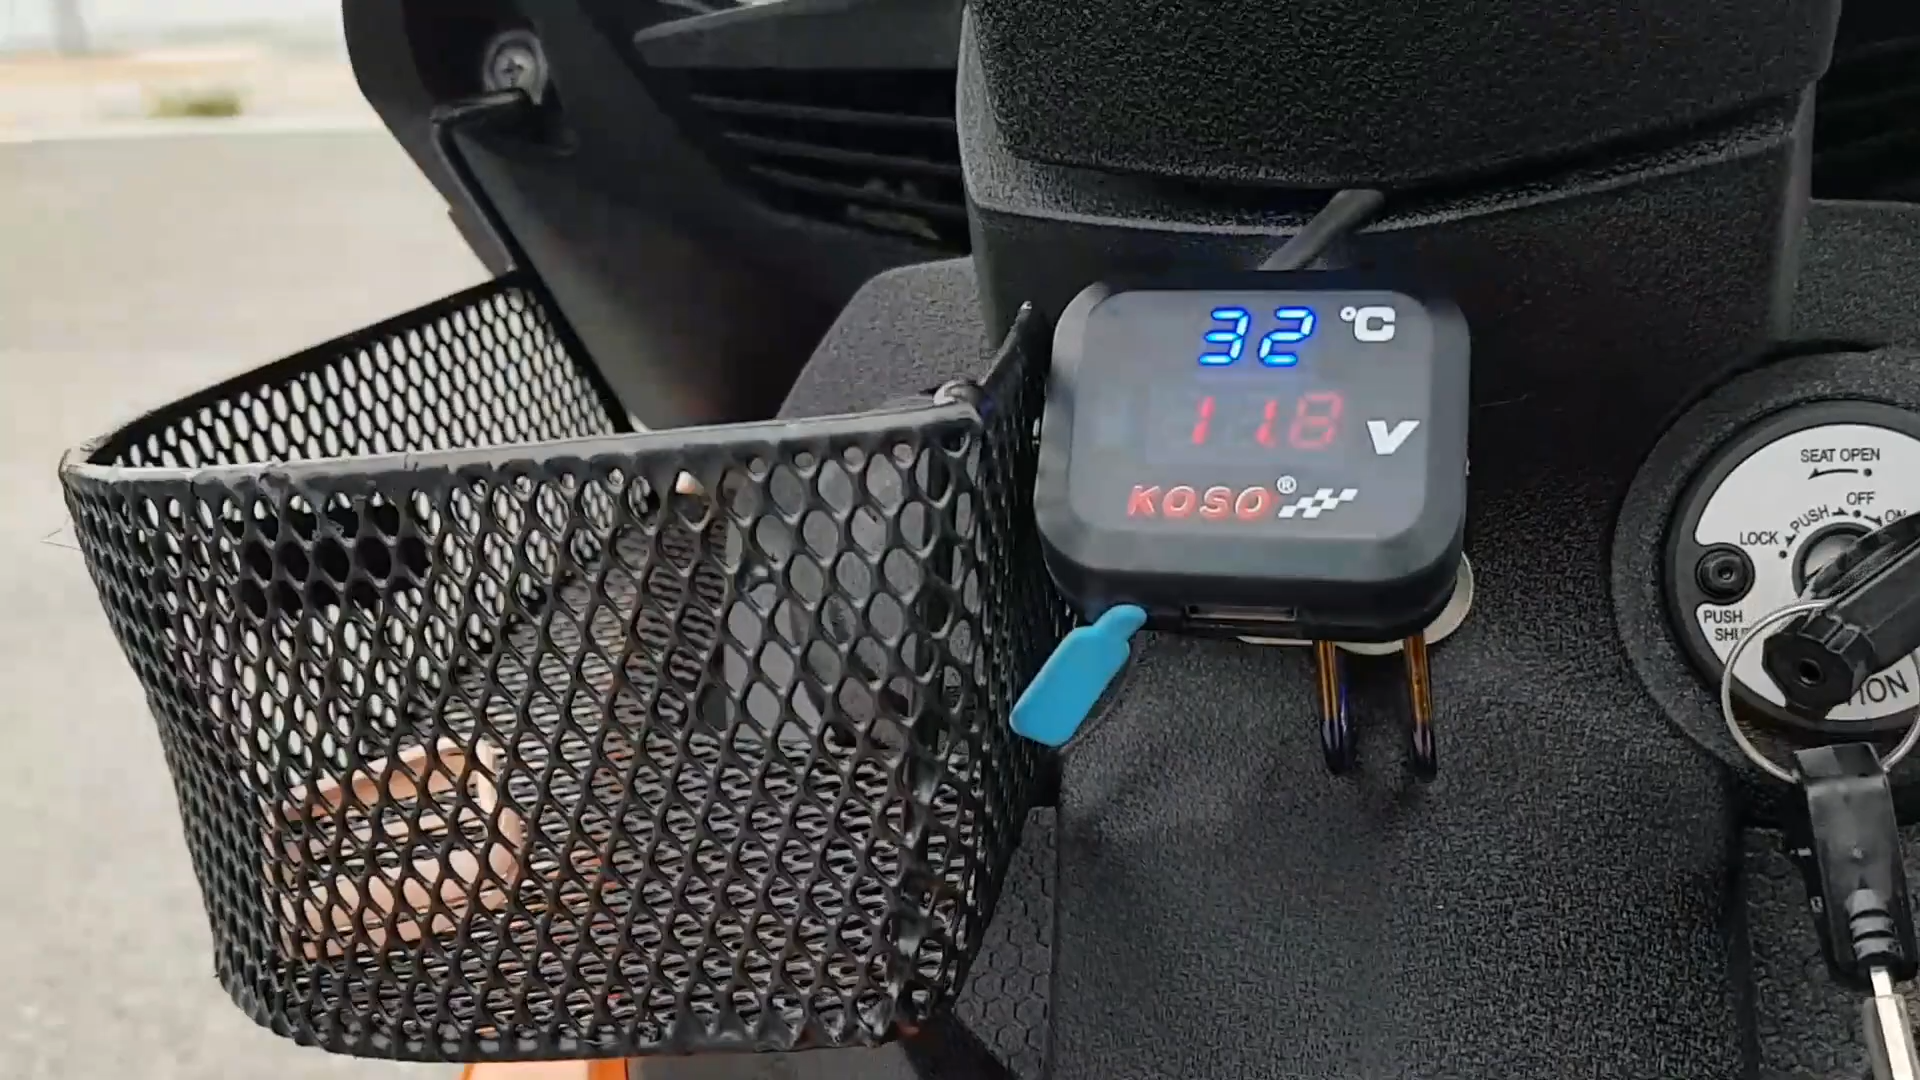 32 °C
11.8 V
KOSO®
SEAT OPEN
OFF
PUSH
ON
LOCK
PUSH